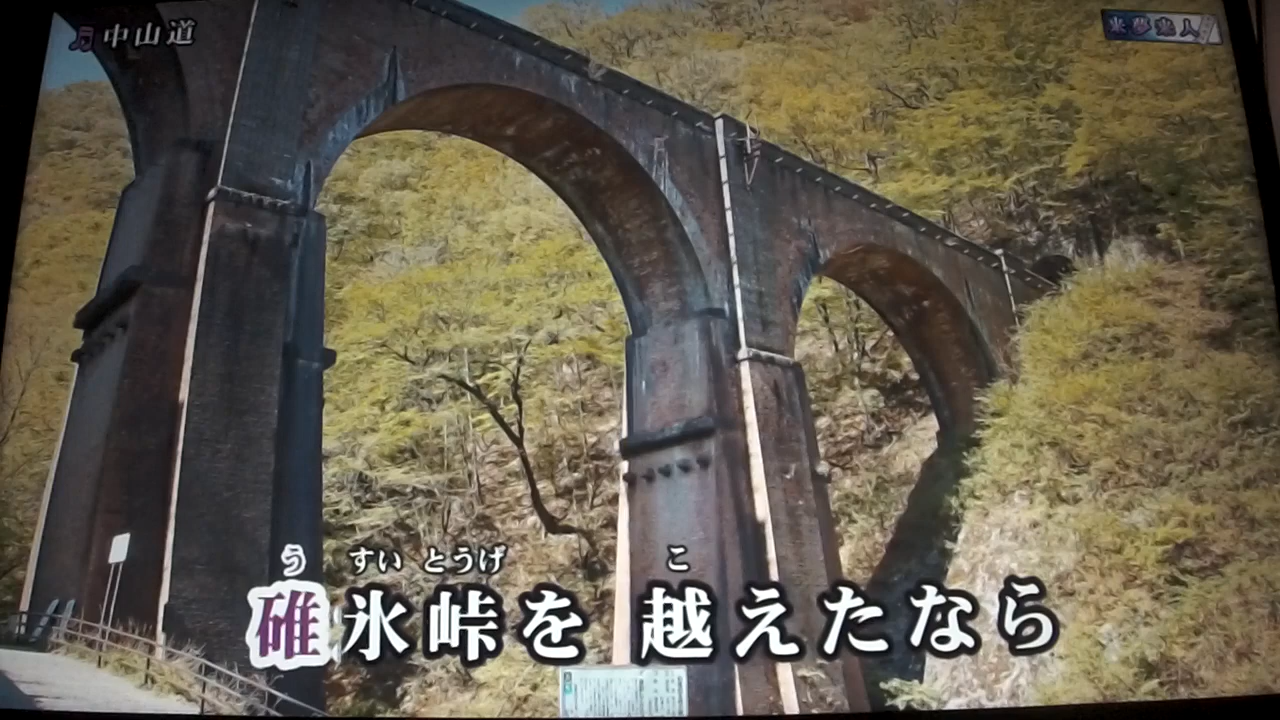 月中山道
うすいとうげ こ
碓氷峠を 越えたなら